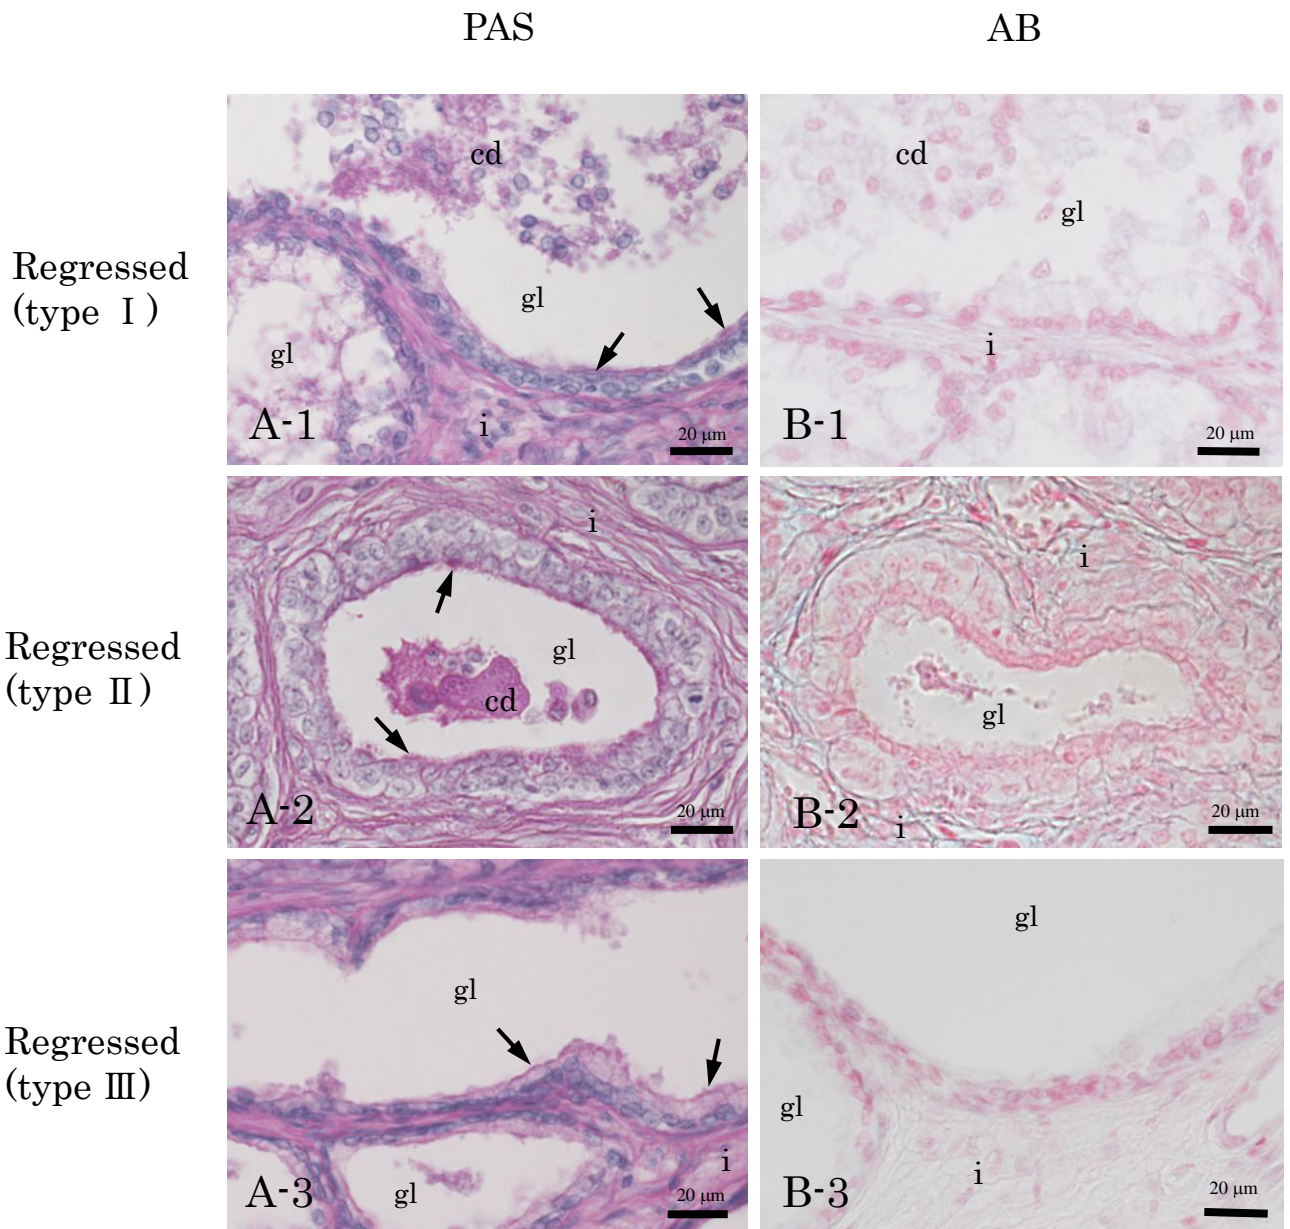 PAS
AB
Regressed
(type Ⅰ)
cd
gl
gl
i
A-1
20 μm
cd
gl
i
B-1
20 μm
Regressed
(type Ⅱ)
i
gl
cd
A-2
20 μm
i
gl
B-2
i
20 μm
Regressed
(type Ⅲ)
gl
i
gl
A-3
20 μm
gl
gl
i
B-3
20 μm